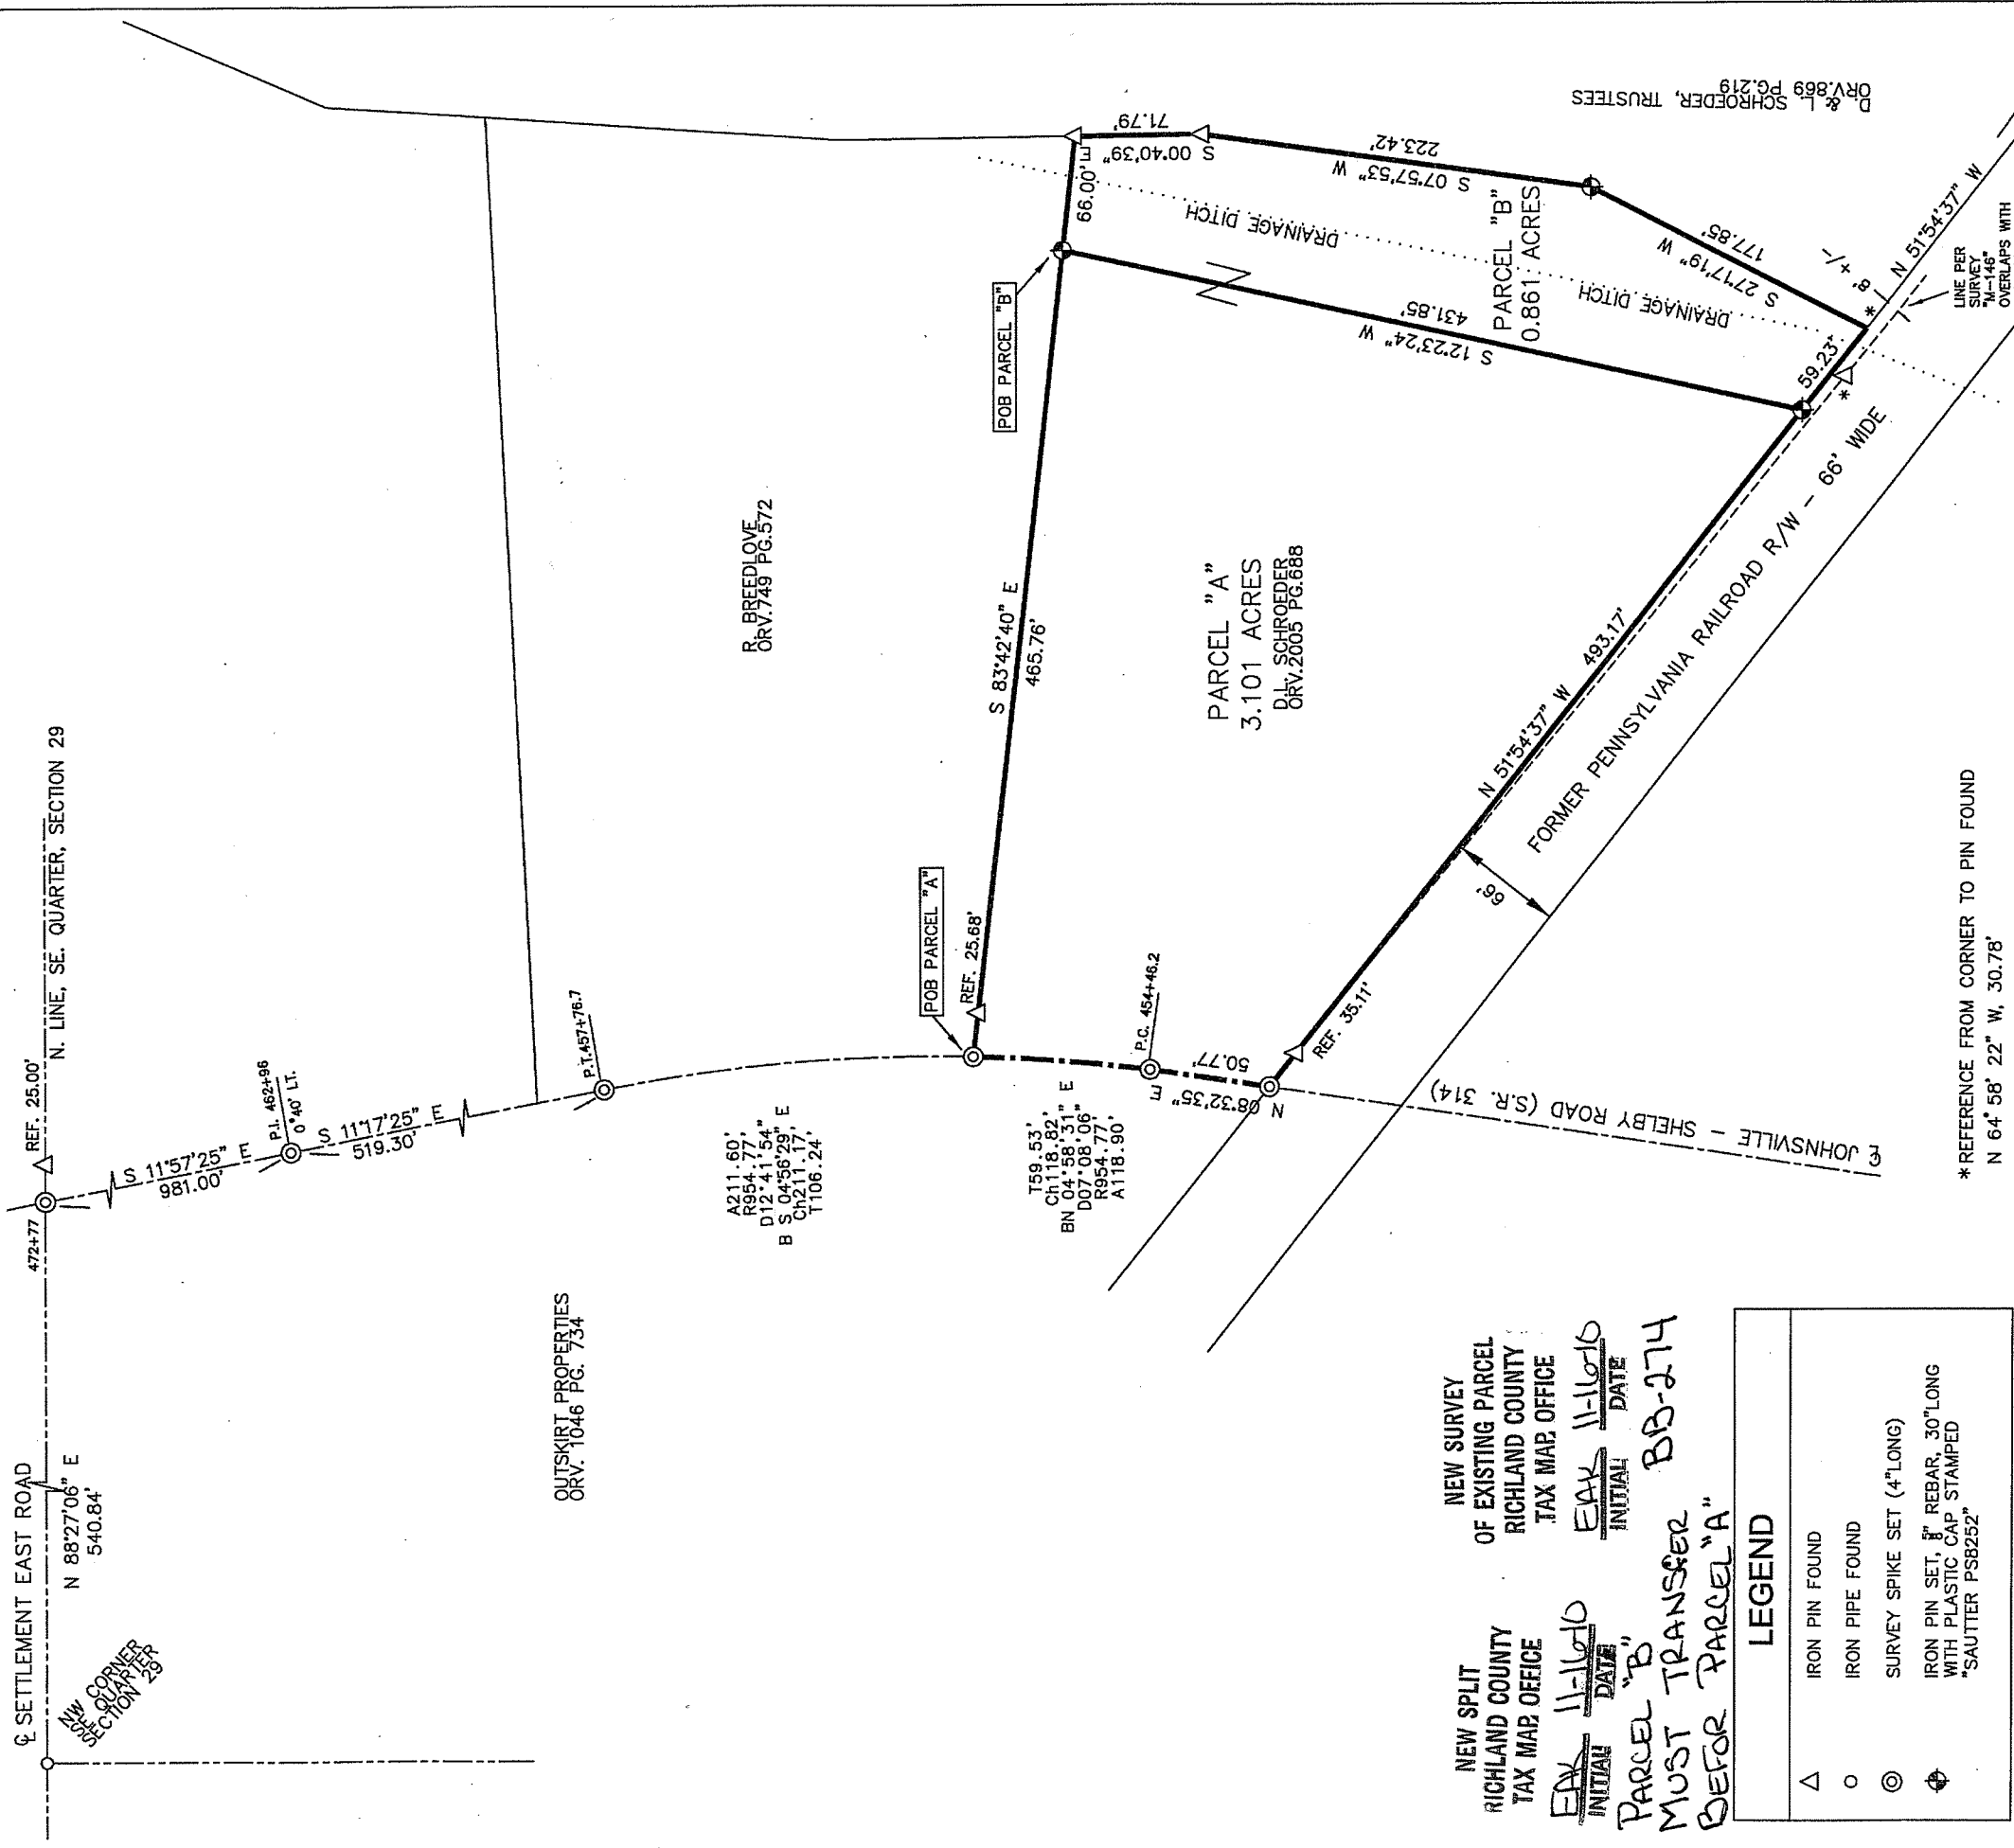 ℄ SETTLEMENT EAST ROAD
N 88°27'06" E
540.84'
NW CORNER
SE. QUARTER
SECTION 29
472+77
REF. 25.00'
N. LINE, SE. QUARTER, SECTION 29
S 11°57'25" E
981.00'
P.I. 462+96
0°40' LT.
S 11°17'25" E
519.30'
P.T.457+76.7
R. BREEDLOVE
ORV.749 PG.572
OUTSKIRT PROPERTIES
ORV. 1046 PG. 734
A211.60'
R954.77'
D12°41'54"
B S 04°56'29" E
Ch211.17'
T106.24'
T59.53'
Ch118.82'
BN 04°58'31" E
D07°08'06"
R954.77'
A118.90'
POB PARCEL "A"
REF. 25.68'
S 83°42'40" E
465.76'
POB PARCEL "B"
66.00'
S 00°40'39" E
71.79'
S 07°57'53" W
223.42'
S 27°17'19" W
177.85'
DRAINAGE DITCH
DRAINAGE DITCH
PARCEL "B"
0.861 ACRES
S 12°23'24" W
431.85'
D. & L. SCHROEDER, TRUSTEES
ORV.869 PG.219
PARCEL "A"
3.101 ACRES
D.L. SCHROEDER
ORV.2005 PG.688
P.C. 454+46.2
N 08°32'35" E
50.77'
REF. 35.11'
N 51°54'37" W
493.17'
59.23'
*
*
8' +/-
N 51°54'37" W
LINE PER
SURVEY
"M-146"
OVERLAPS WITH
66'
FORMER PENNSYLVANIA RAILROAD R/W - 66' WIDE
℄ JOHNSVILLE - SHELBY ROAD (S.R. 314)
*REFERENCE FROM CORNER TO PIN FOUND
N 64° 58' 22" W, 30.78'
NEW SPLIT
RICHLAND COUNTY
TAX MAP OFFICE
EAK 11-16-10
INITIAL DATE
NEW SURVEY
OF EXISTING PARCEL
RICHLAND COUNTY
TAX MAP OFFICE
EAK 11-16-10
INITIAL DATE
PARCEL "B"
MUST TRANSFER
BEFOR PARCEL "A"
BB-274
LEGEND
IRON PIN FOUND
IRON PIPE FOUND
SURVEY SPIKE SET (4"LONG)
IRON PIN SET, REBAR, 30"LONG
WITH PLASTIC CAP STAMPED
"SAUTTER PS8252"